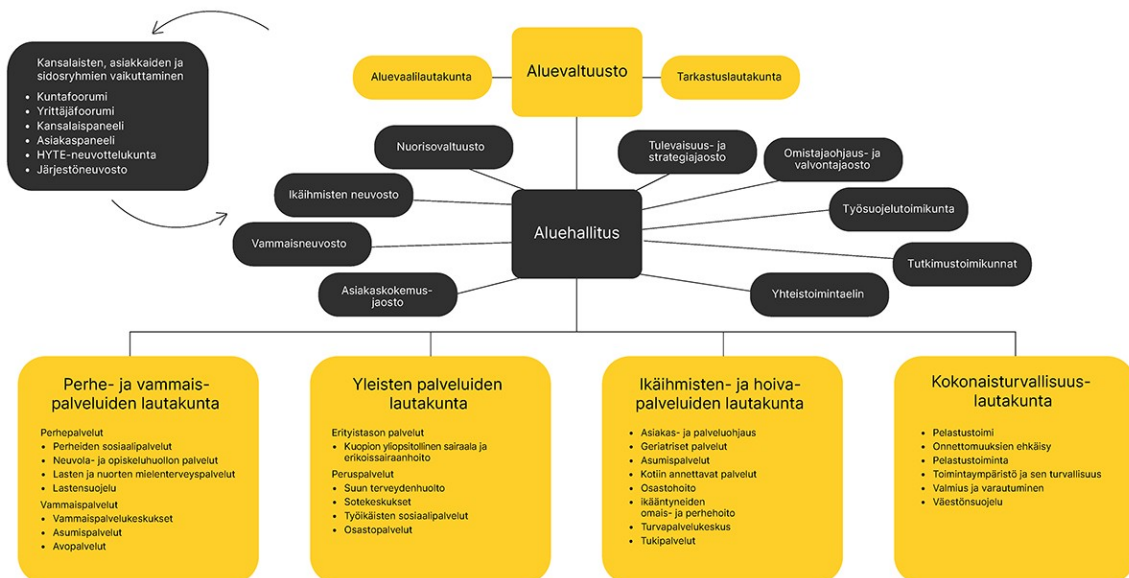 Kansalaisten, asiakkaiden ja
sidosryhmien vaikuttaminen
• Kuntafoorumi
• Yrittäjäfoorumi
• Kansalaispaneeli
• Asiakaspaneeli
• HYTE-neuvottelukunta
• Järjestöneuvosto
Aluevaalilautakunta
Aluevaltuusto
Tarkastuslautakunta
Nuorisovaltuusto
Ikäihmisten neuvosto
Vammaisneuvosto
Asiakaskokemus-
jaosto
Aluehallitus
Tulevaisuus- ja
strategiajaosto
Omistajaohjaus- ja
valvontajaosto
Työsuojelutoimikunta
Tutkimustoimikunnat
Yhteistoimintaelin
Perhe- ja vammais-
palveluiden lautakunta
Perhepalvelut
• Perheiden sosiaalipalvelut
• Neuvola- ja opiskeluhuollon palvelut
• Lasten ja nuorten mielenterveyspalvelut
• Lastensuojelu
Vammaispalvelut
• Vammaispalvelukeskukset
• Asumispalvelut
• Avopalvelut
Yleisten palveluiden
lautakunta
Erityistason palvelut
• Kuopion yliopsitollinen sairaala ja
erikoissairaanhoito
Peruspalvelut
• Suun terveydenhuolto
• Sotekeskukset
• Työikäisten sosiaalipalvelut
• Osastopalvelut
Ikäihmisten- ja hoiva-
palveluiden lautakunta
• Asiakas- ja palveluohjaus
• Geriatriset palvelut
• Asumispalvelut
• Kotiin annettavat palvelut
• Osastohoito
• ikääntyneiden
omais- ja perhehoito
• Turvapalvelukeskus
• Tukipalvelut
Kokonaisturvallisuus-
lautakunta
• Pelastustoimi
• Onnettomuuksien ehkäisy
• Pelastustoiminta
• Toimintaympäristö ja sen turvallisuus
• Valmius ja varautuminen
• Väestönsuojelu